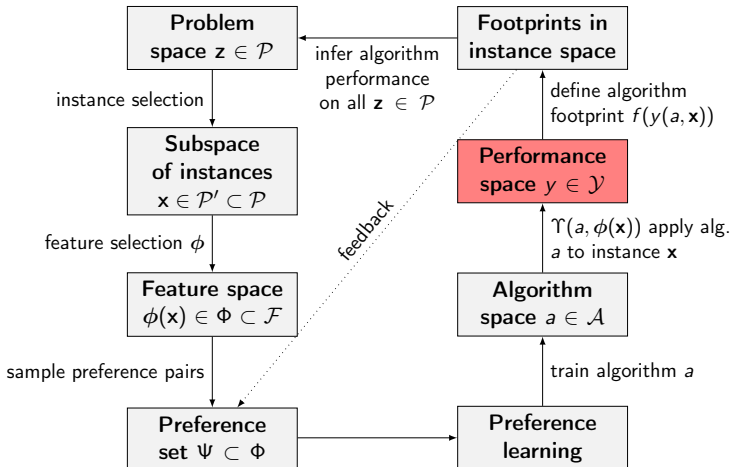 Problem
space z ∈ 𝒫
instance selection
Subspace
of instances
x ∈ 𝒫′ ⊂ 𝒫
feature selection ϕ
Feature space
ϕ(x) ∈ Φ ⊂ ℱ
sample preference pairs
Preference
set Ψ ⊂ Φ
Preference
learning
train algorithm a
Algorithm
space a ∈ 𝒜
ϒ(a, ϕ(x)) apply alg.
a to instance x
Performance
space y ∈ 𝒴
define algorithm
footprint f(y(a, x))
Footprints in
instance space
infer algorithm
performance
on all z ∈ 𝒫
feedback